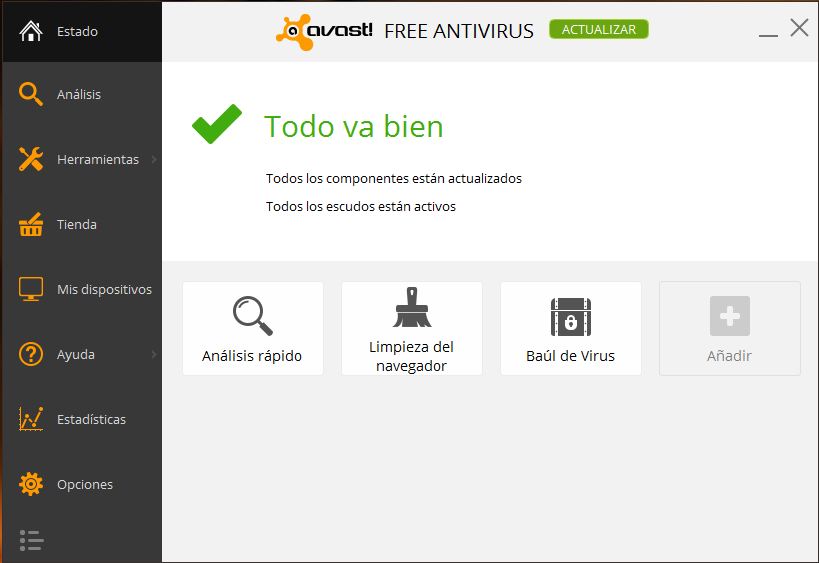 Estado
avast! FREE ANTIVIRUS ACTUALIZAR
Análisis
Herramientas
Tienda
Mis dispositivos
Ayuda
Estadísticas
Opciones
Todo va bien
Todos los componentes están actualizados
Todos los escudos están activos
Análisis rápido
Limpieza del
navegador
Baúl de Virus
Añadir